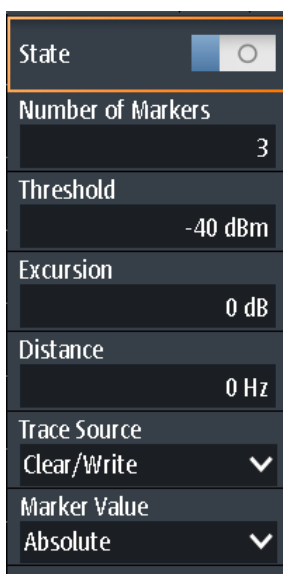 State
Number of Markers
3
Threshold
-40 dBm
Excursion
0 dB
Distance
0 Hz
Trace Source
Clear/Write
Marker Value
Absolute